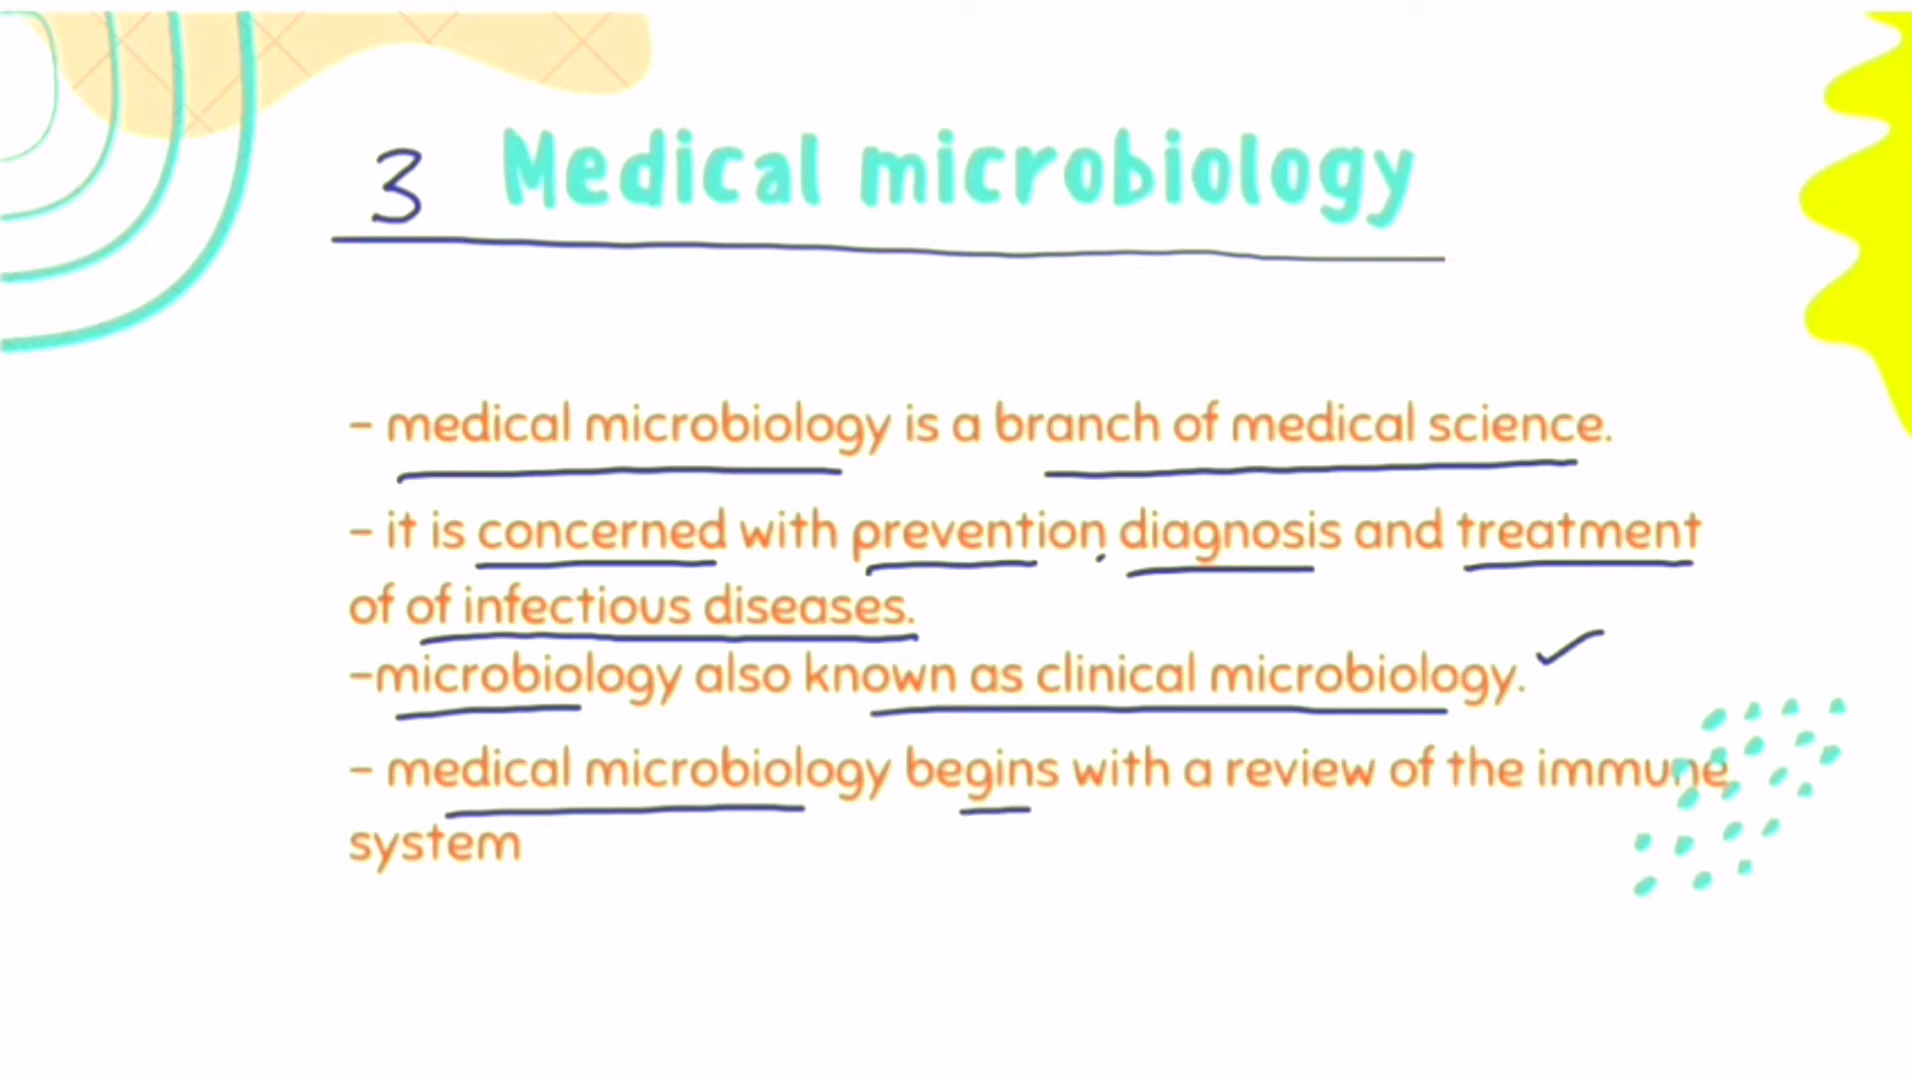 3 Medical microbiology
- medical microbiology is a branch of medical science.
- it is concerned with prevention, diagnosis and treatment
of of infectious diseases.
-microbiology also known as clinical microbiology.
- medical microbiology begins with a review of the immune
system